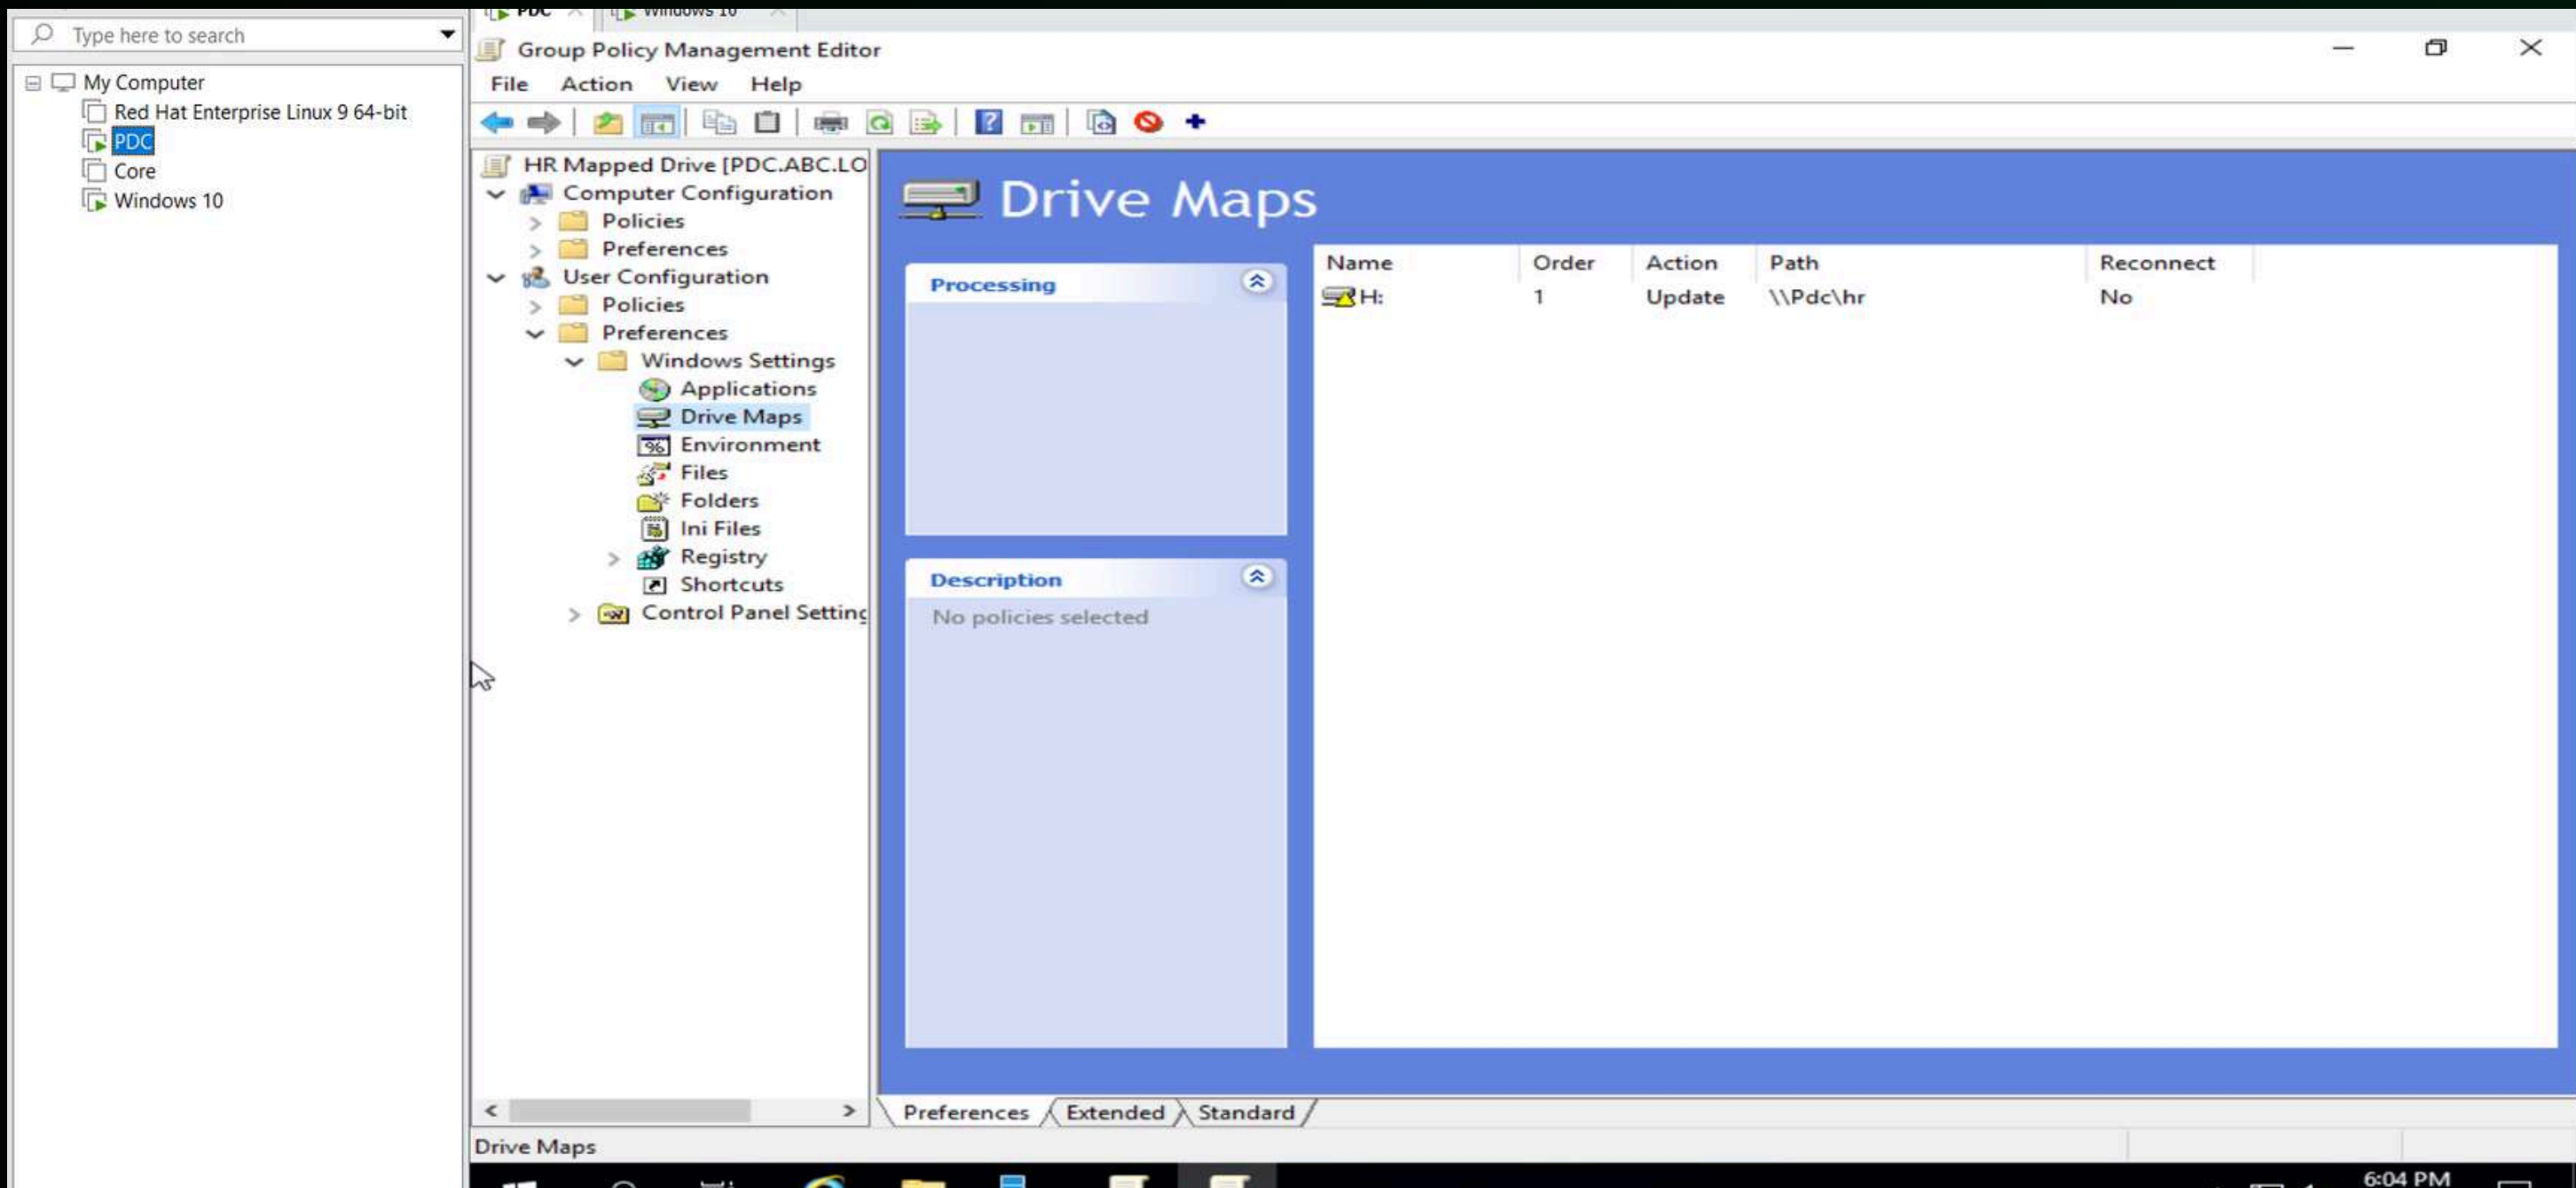 Type here to search
My Computer
Red Hat Enterprise Linux 9 64-bit
PDC
Core
Windows 10
PDC
Windows 10
Group Policy Management Editor
File Action View Help
HR Mapped Drive [PDC.ABC.LO
Computer Configuration
Policies
Preferences
User Configuration
Policies
Preferences
Windows Settings
Applications
Drive Maps
Environment
Files
Folders
Ini Files
Registry
Shortcuts
Control Panel Setting
Drive Maps
Processing
Description
No policies selected
Name Order Action Path Reconnect
H: 1 Update \\Pdc\hr No
Preferences Extended Standard
Drive Maps
6:04 PM